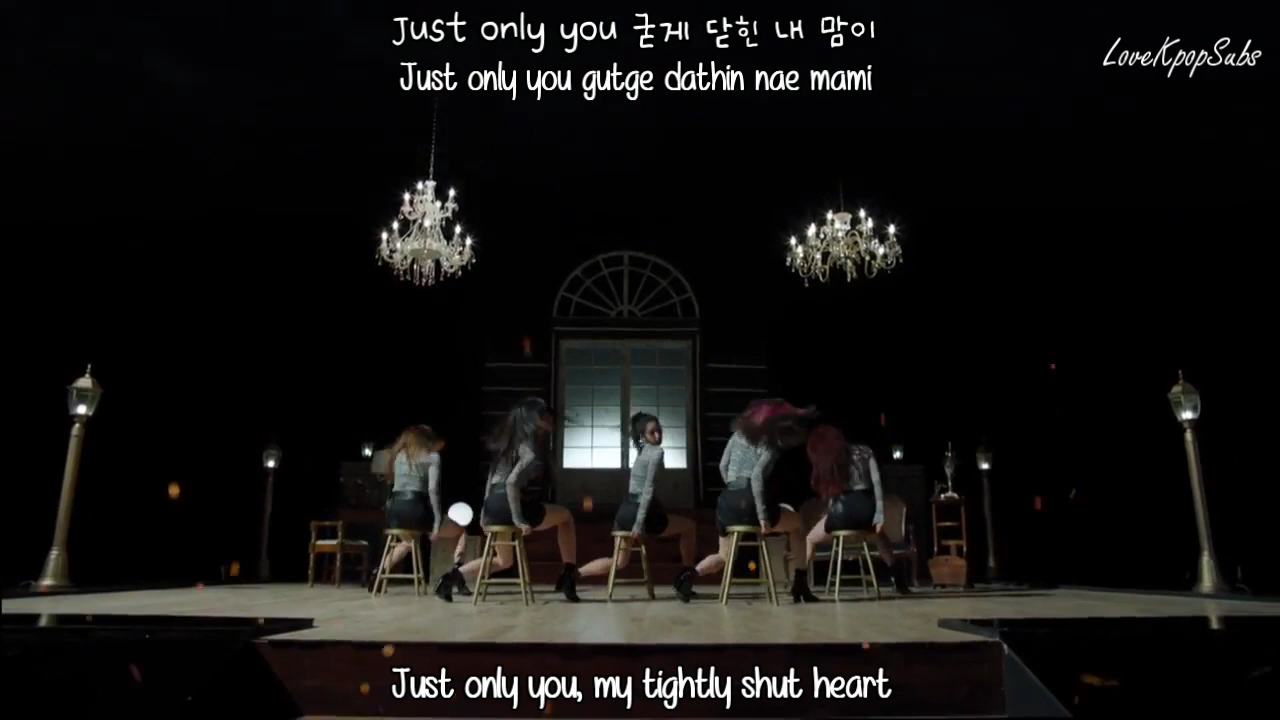 Just only you 굳게 닫힌 내 맘이
Just only you gutge dathin nae mami
LoveKpopSubs
Just only you, my tightly shut heart